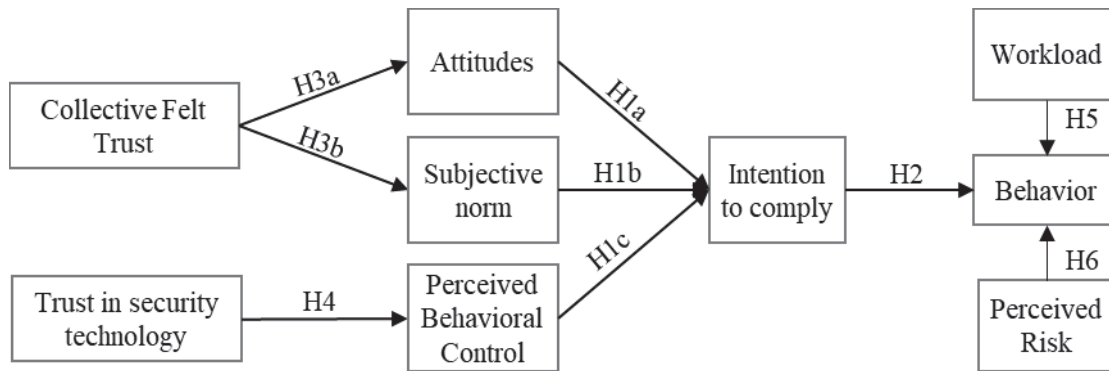 Collective Felt
Trust
H3a
H3b
Attitudes
Subjective
norm
H1a
H1b
H1c
Trust in security
technology
H4
Perceived
Behavioral
Control
Intention
to comply
H2
Workload
H5
Behavior
H6
Perceived
Risk